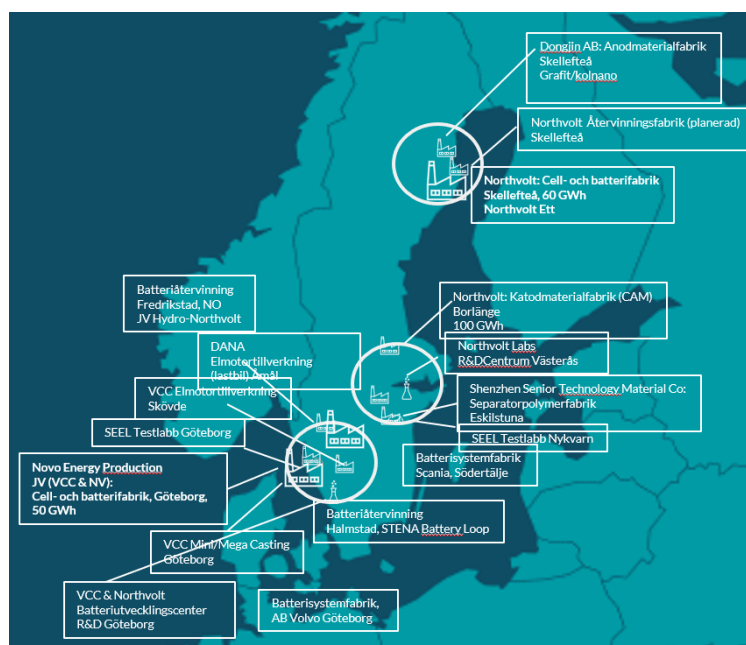 Dongjin AB: Anodmaterialfabrik
Skellefteå
Grafit/kolnano
Northvolt Återvinningsfabrik (planerad)
Skellefteå
Northvolt: Cell- och batterifabrik
Skellefteå, 60 GWh
Northvolt Ett
Batteriåtervinning
Fredrikstad, NO
JV Hydro-Northvolt
Northvolt: Katodmaterialfabrik (CAM)
Borlänge
100 GWh
DANA
Elmotortillverkning
(lastbil) Åmål
Northvolt Labs
R&DCentrum Västerås
VCC Elmotortillverkning
Skövde
Shenzhen Senior Technology Material Co:
Separatorpolymerfabrik
Eskilstuna
SEEL Testlabb Göteborg
SEEL Testlabb Nykvarn
Novo Energy Production
JV (VCC & NV):
Cell- och batterifabrik, Göteborg,
50 GWh
Batterisystemfabrik
Scania, Södertälje
Batteriåtervinning
Halmstad, STENA Battery Loop
VCC Mini/Mega Casting
Göteborg
VCC & Northvolt
Batteriutvecklingscenter
R&D Göteborg
Batterisystemfabrik,
AB Volvo Göteborg